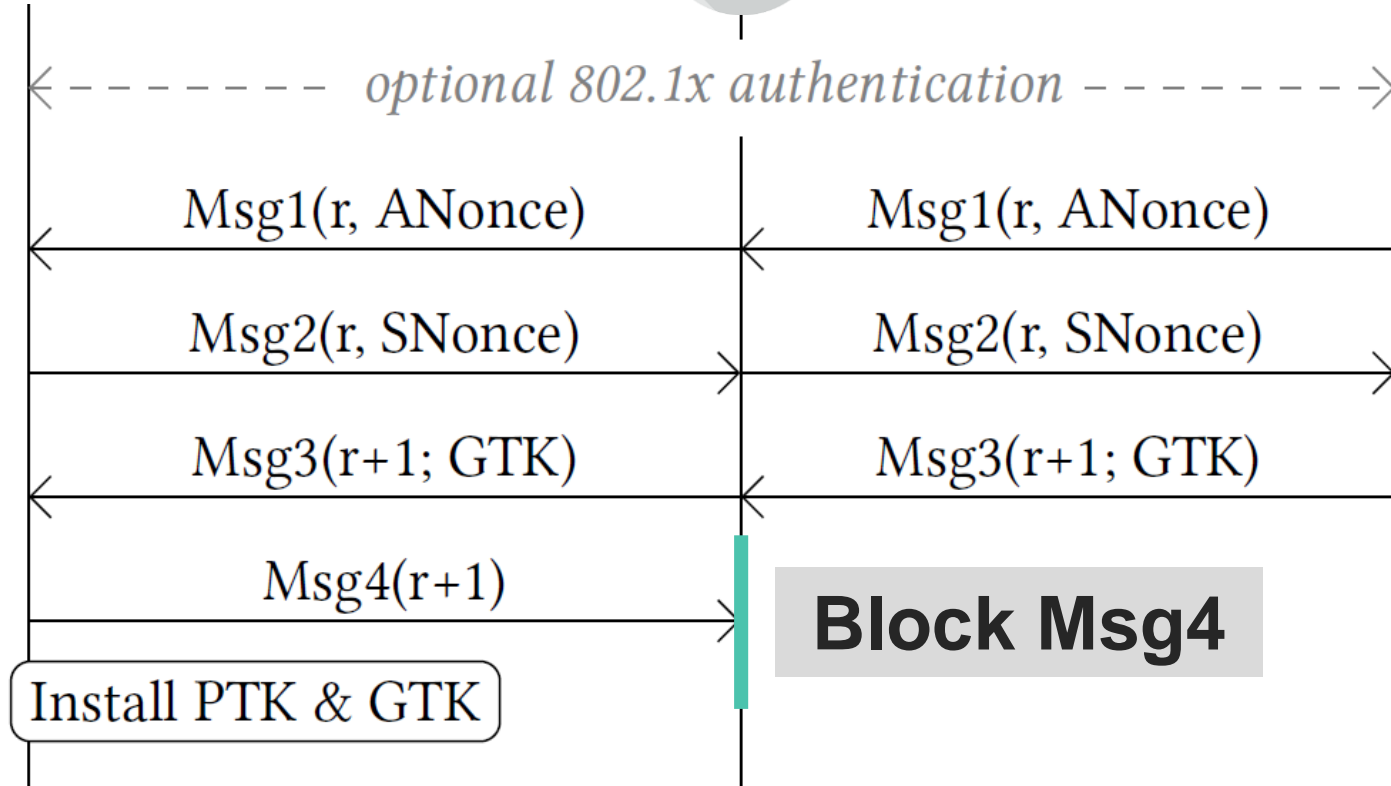 optional 802.1x authentication
Msg1(r, ANonce) Msg1(r, ANonce)
Msg2(r, SNonce) Msg2(r, SNonce)
Msg3(r+1; GTK) Msg3(r+1; GTK)
Msg4(r+1)
Block Msg4
Install PTK & GTK